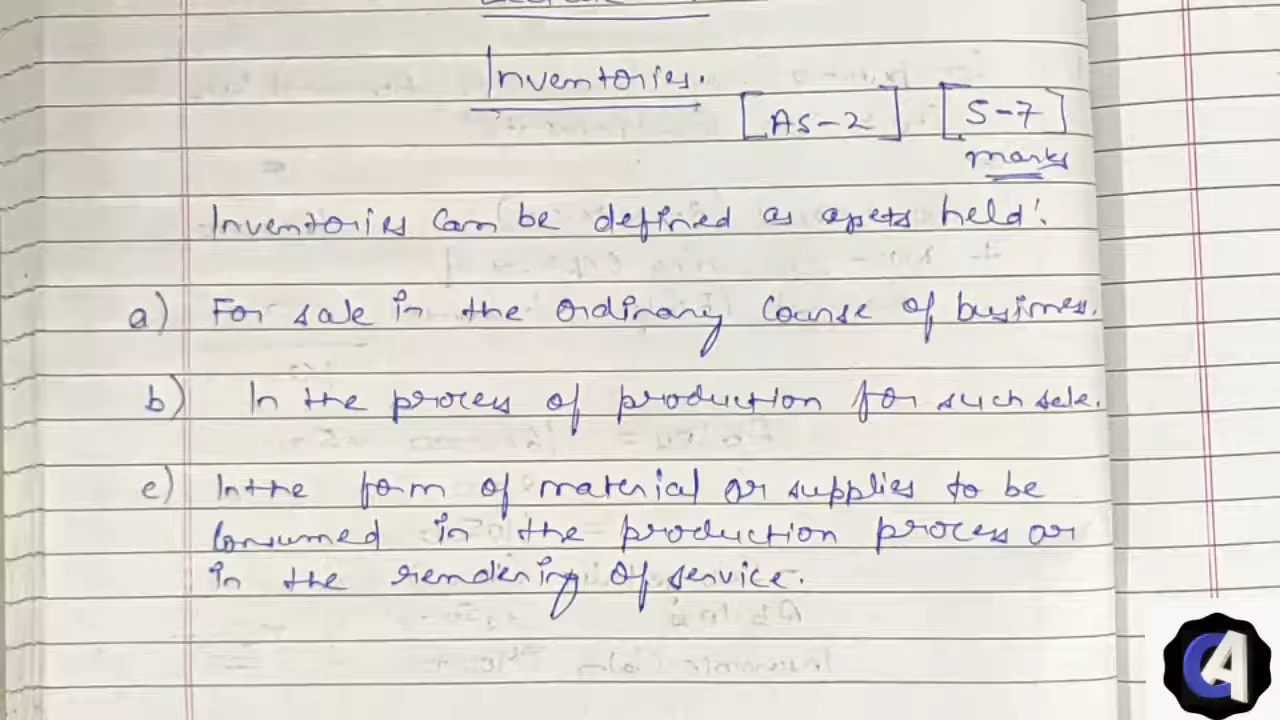 Inventories.
[AS-2] [5-7]
marks
Inventories can be defined as assets held:
a) For sale in the ordinary course of business.
b) In the process of production for such sale.
c) In the form of material or supplies to be
consumed in the production process or
in the rendering of service.
CA